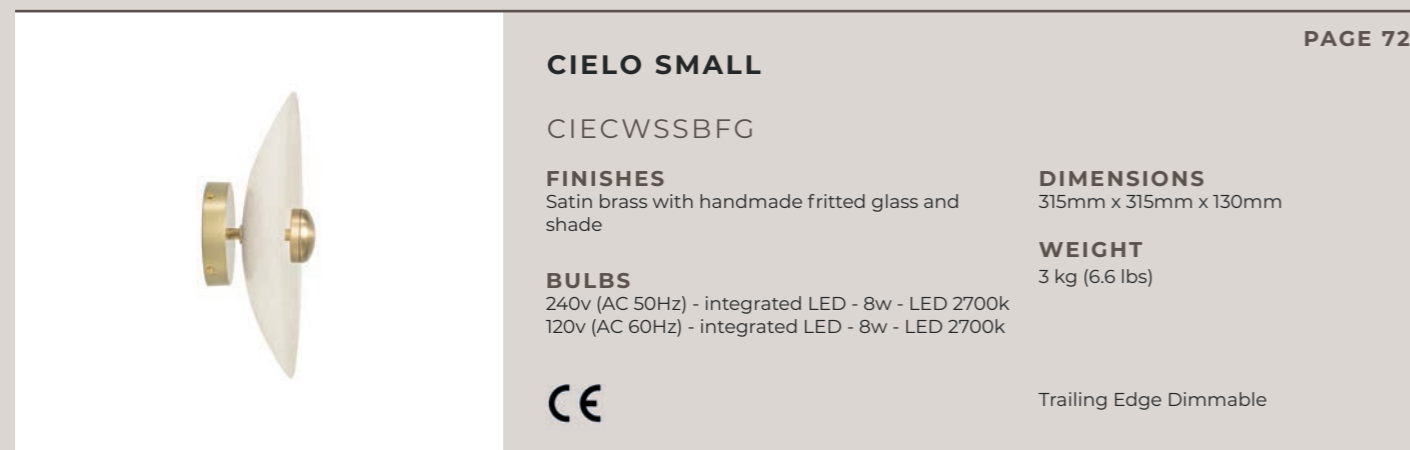 PAGE 72
CIELO SMALL
CIECWSSBFG
FINISHES
Satin brass with handmade fritted glass and
shade
BULBS
240v (AC 50Hz) - integrated LED - 8w - LED 2700k
120v (AC 60Hz) - integrated LED - 8w - LED 2700k
CE
DIMENSIONS
315mm x 315mm x 130mm
WEIGHT
3 kg (6.6 lbs)
Trailing Edge Dimmable